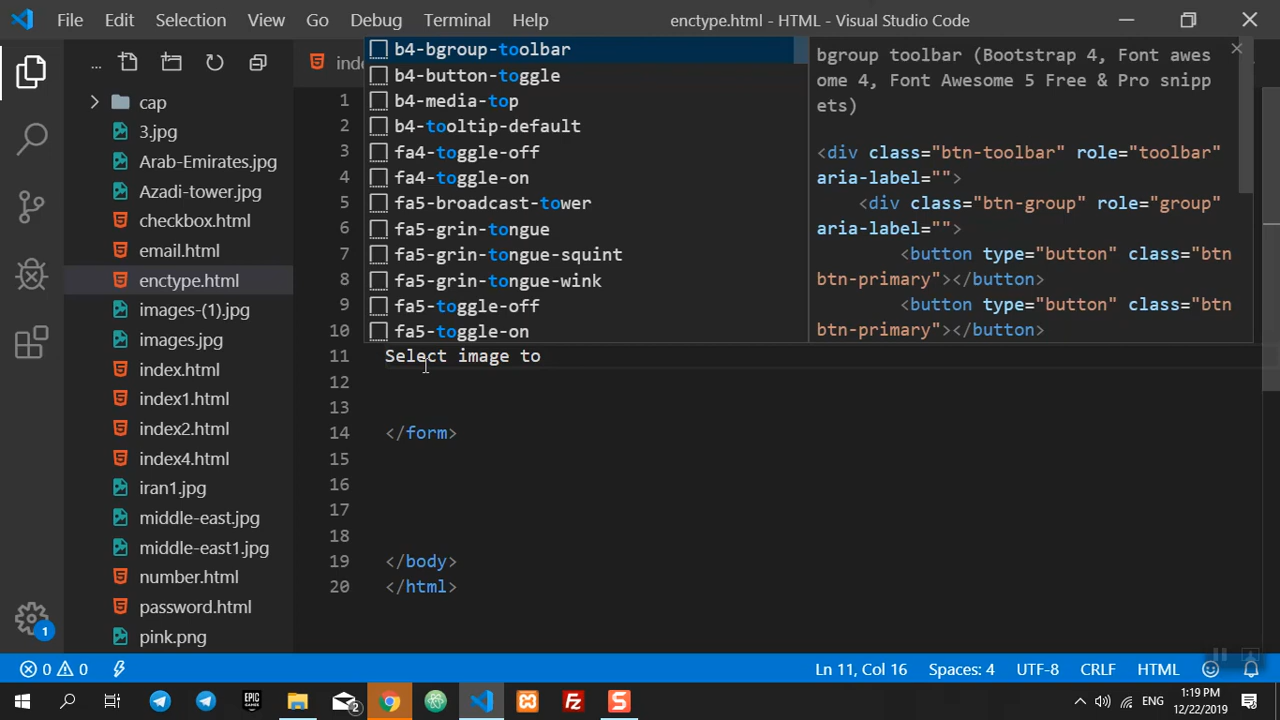 File Edit Selection View Go Debug Terminal Help
enctype.html - HTML - Visual Studio Code
...
cap
3.jpg
Arab-Emirates.jpg
Azadi-tower.jpg
checkbox.html
email.html
enctype.html
images-(1).jpg
images.jpg
index.html
index1.html
index2.html
index4.html
iran1.jpg
middle-east.jpg
middle-east1.jpg
number.html
password.html
pink.png
1
b4-bgroup-toolbar
b4-button-toggle
b4-media-top
b4-tooltip-default
fa4-toggle-off
fa4-toggle-on
fa5-broadcast-tower
fa5-grin-tongue
fa5-grin-tongue-squint
fa5-grin-tongue-wink
fa5-toggle-off
fa5-toggle-on
bgroup toolbar (Bootstrap 4, Font awes
ome 4, Font Awesome 5 Free & Pro snipp
ets)
<div class="btn-toolbar" role="toolbar"
aria-label="">
<div class="btn-group" role="group"
aria-label="">
<button type="button" class="btn
btn-primary"></button>
<button type="button" class="btn
btn-primary"></button>
1
2
3
4
5
6
7
8
9
10
11 Select image to
12
13
14 </form>
15
16
17
18
19 </body>
20 </html>
0 0
Ln 11, Col 16 Spaces: 4 UTF-8 CRLF HTML
EPIC
GAMES
2
S
ENG
1:19 PM
12/22/2019